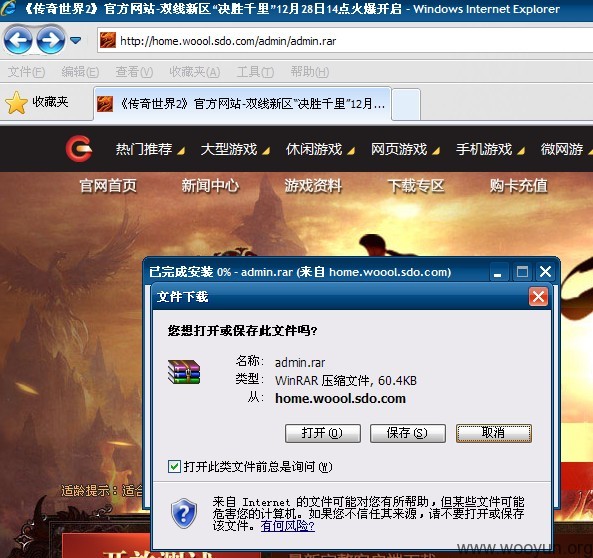 《传奇世界2》官方网站-双线新区“决胜千里”12月28日14点火爆开启 - Windows Internet Explorer
http://home.woool.sdo.com/admin/admin.rar
文件(F) 编辑(E) 查看(V) 收藏夹(A) 工具(T) 帮助(H)
收藏夹 《传奇世界2》官方网站-双线新区“决胜千里”12月...
热门推荐 大型游戏 休闲游戏 网页游戏 手机游戏 微网游
官网首页 新闻中心 游戏资料 下载专区 购卡充值
已完成安装 0% - admin.rar (来自 home.woool.sdo.com)
文件下载
您想打开或保存此文件吗?
名称: admin.rar
类型: WinRAR 压缩文件, 60.4KB
从: home.woool.sdo.com
打开(O) 保存(S) 取消
打开此类文件前总是询问(W)
适龄提示：适合
来自 Internet 的文件可能对您有所帮助，但某些文件可能
危害您的计算机。如果您不信任其来源，请不要打开或保存
该文件。有何风险?
www.wooyun.org